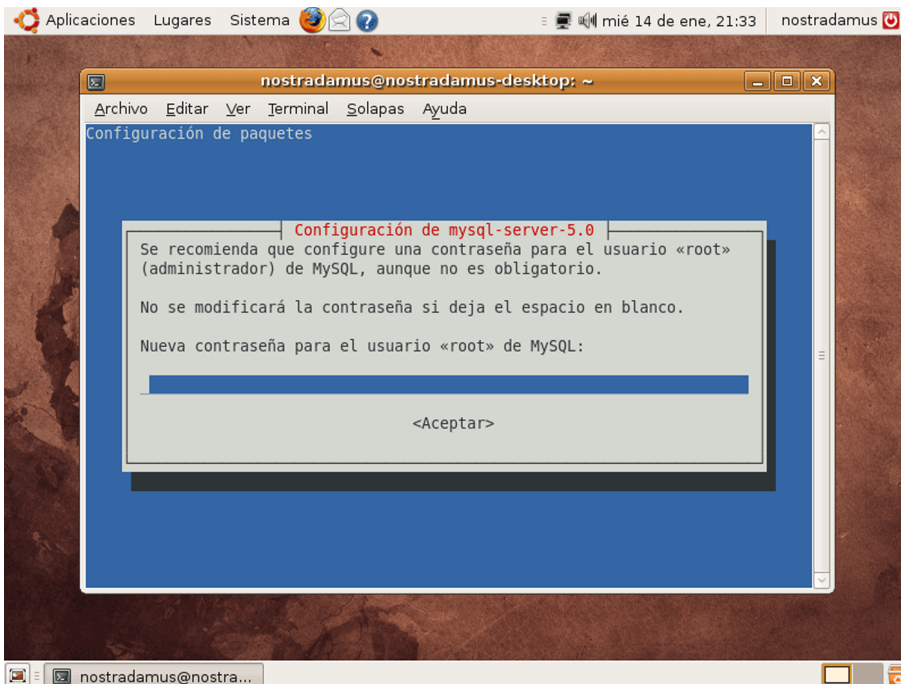 Aplicaciones Lugares Sistema mié 14 de ene, 21:33 nostradamus
nostradamus@nostradamus-desktop: ~
Archivo Editar Ver Terminal Solapas Ayuda
Configuración de paquetes
Configuración de mysql-server-5.0
Se recomienda que configure una contraseña para el usuario «root»
(administrador) de MySQL, aunque no es obligatorio.
No se modificará la contraseña si deja el espacio en blanco.
Nueva contraseña para el usuario «root» de MySQL:
<Aceptar>
nostradamus@nostra...